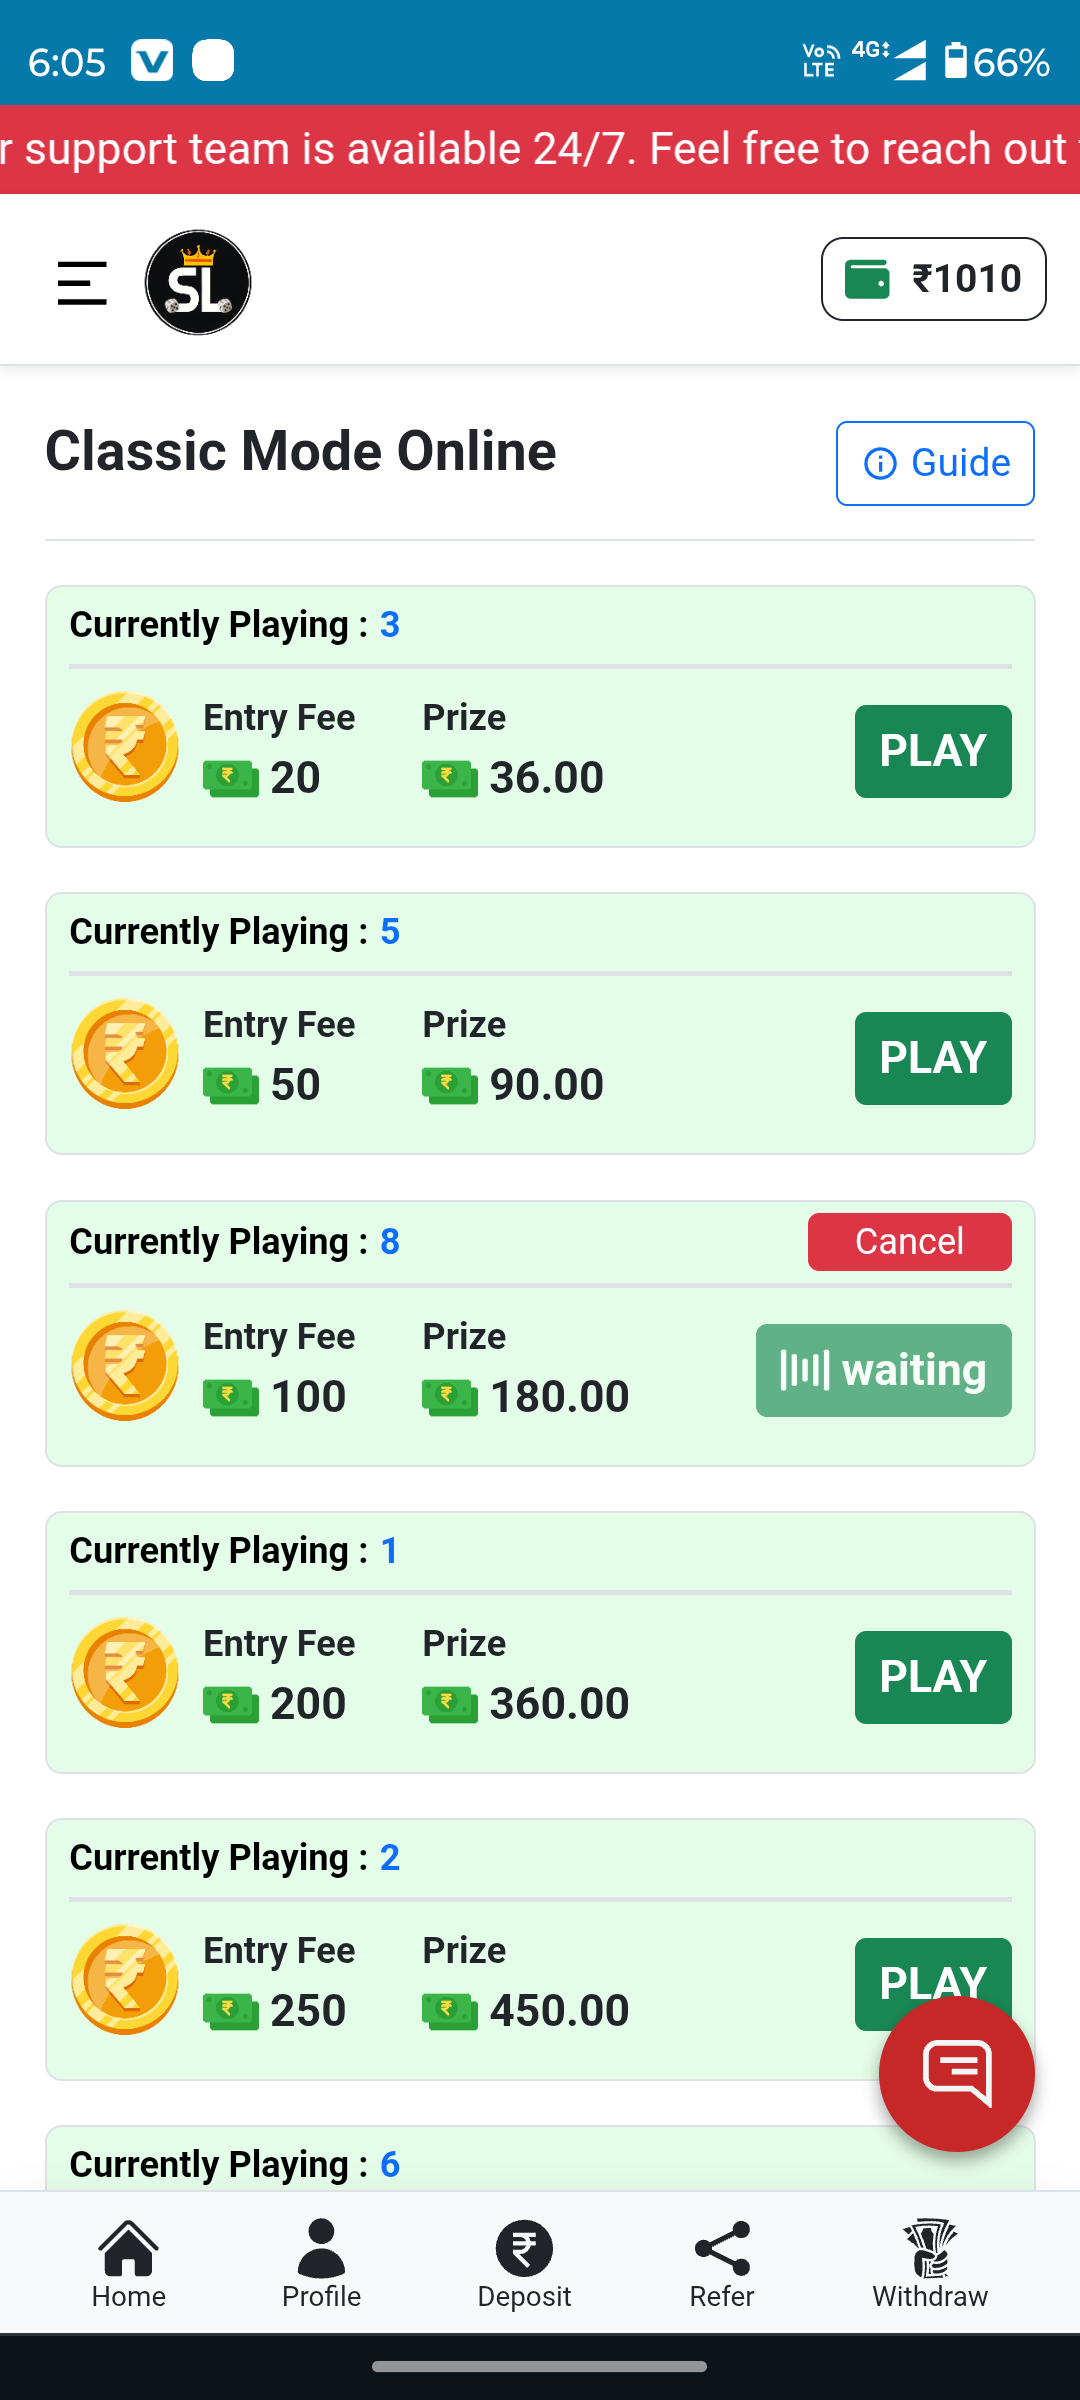 6:05 VoLTE 4G 66%
r support team is available 24/7. Feel free to reach out
SL ₹1010
Classic Mode Online Guide
Currently Playing : 3
Entry Fee Prize
20 36.00 PLAY
Currently Playing : 5
Entry Fee Prize
50 90.00 PLAY
Currently Playing : 8 Cancel
Entry Fee Prize
100 180.00 waiting
Currently Playing : 1
Entry Fee Prize
200 360.00 PLAY
Currently Playing : 2
Entry Fee Prize
250 450.00 PLAY
Currently Playing : 6
Home Profile Deposit Refer Withdraw